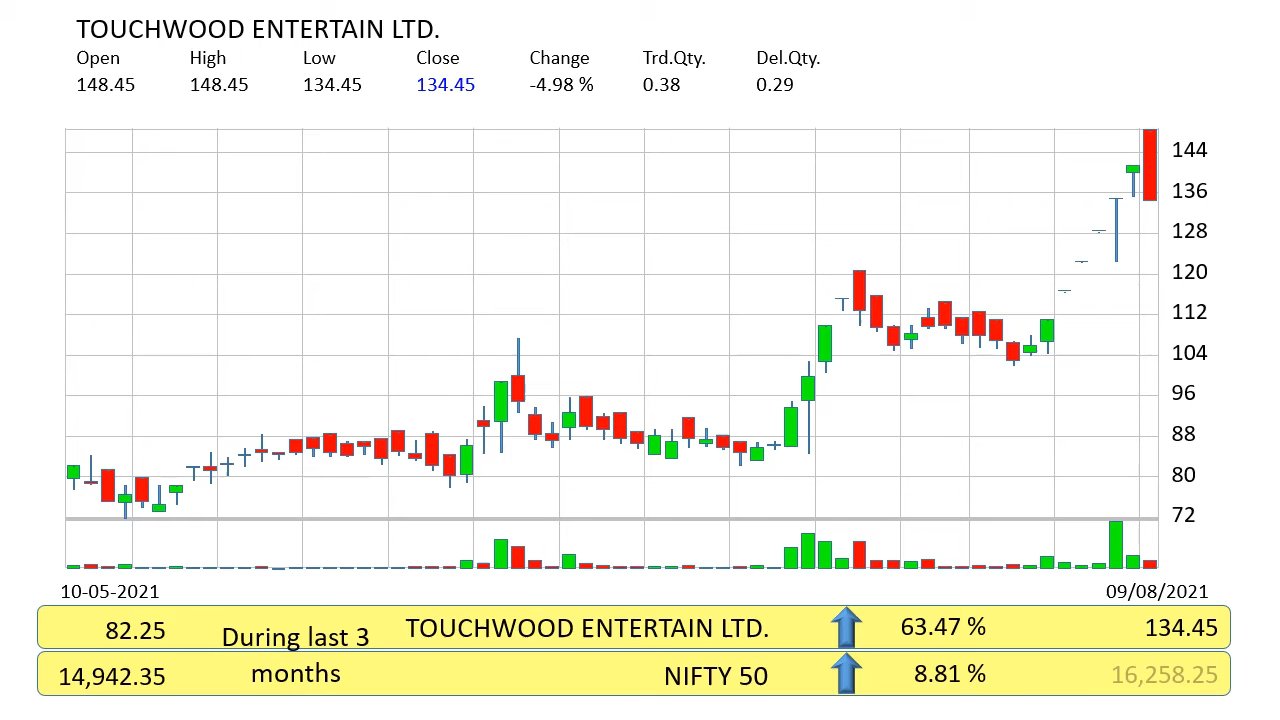 TOUCHWOOD ENTERTAIN LTD.
Open High Low Close Change Trd.Qty. Del.Qty.
148.45 148.45 134.45 134.45 -4.98 % 0.38 0.29
144
136
128
120
112
104
96
88
80
72
10-05-2021 09/08/2021
82.25 During last 3 TOUCHWOOD ENTERTAIN LTD. 63.47 % 134.45
14,942.35 months NIFTY 50 8.81 % 16,258.25